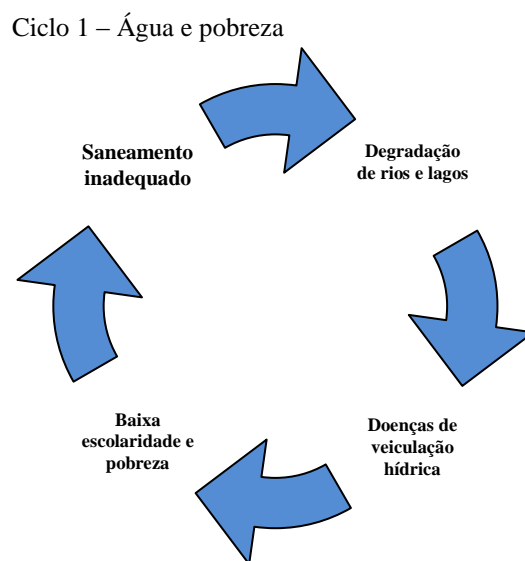 Ciclo 1 – Água e pobreza
Saneamento
inadequado
Degradação
de rios e lagos
Doenças de
veiculação
hídrica
Baixa
escolaridade e
pobreza